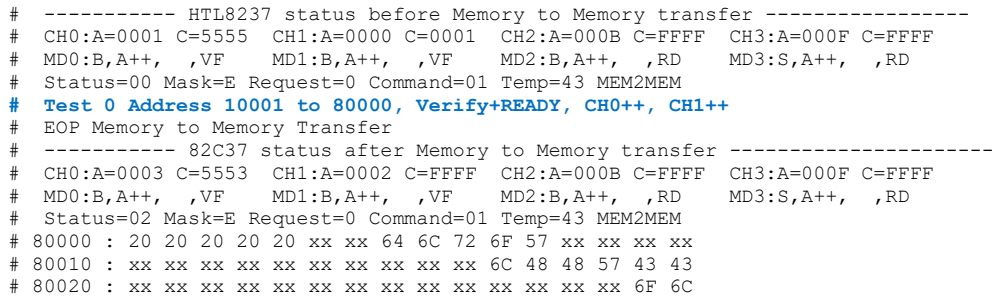 # ----------- HTL8237 status before Memory to Memory transfer -----------------
# CH0:A=0001 C=5555 CH1:A=0000 C=0001 CH2:A=000B C=FFFF CH3:A=000F C=FFFF
# MD0:B,A++, ,VF MD1:B,A++, ,VF MD2:B,A++, ,RD MD3:S,A++, ,RD
# Status=00 Mask=E Request=0 Command=01 Temp=43 MEM2MEM
# Test 0 Address 10001 to 80000, Verify+READY, CH0++, CH1++
# EOP Memory to Memory Transfer
# ----------- 82C37 status after Memory to Memory transfer ----------------------
# CH0:A=0003 C=5553 CH1:A=0002 C=FFFF CH2:A=000B C=FFFF CH3:A=000F C=FFFF
# MD0:B,A++, ,VF MD1:B,A++, ,VF MD2:B,A++, ,RD MD3:S,A++, ,RD
# Status=02 Mask=E Request=0 Command=01 Temp=43 MEM2MEM
# 80000 : 20 20 20 20 20 xx xx 64 6C 72 6F 57 xx xx xx xx
# 80010 : xx xx xx xx xx xx xx xx xx xx 6C 48 48 57 43 43
# 80020 : xx xx xx xx xx xx xx xx xx xx xx xx xx xx 6F 6C